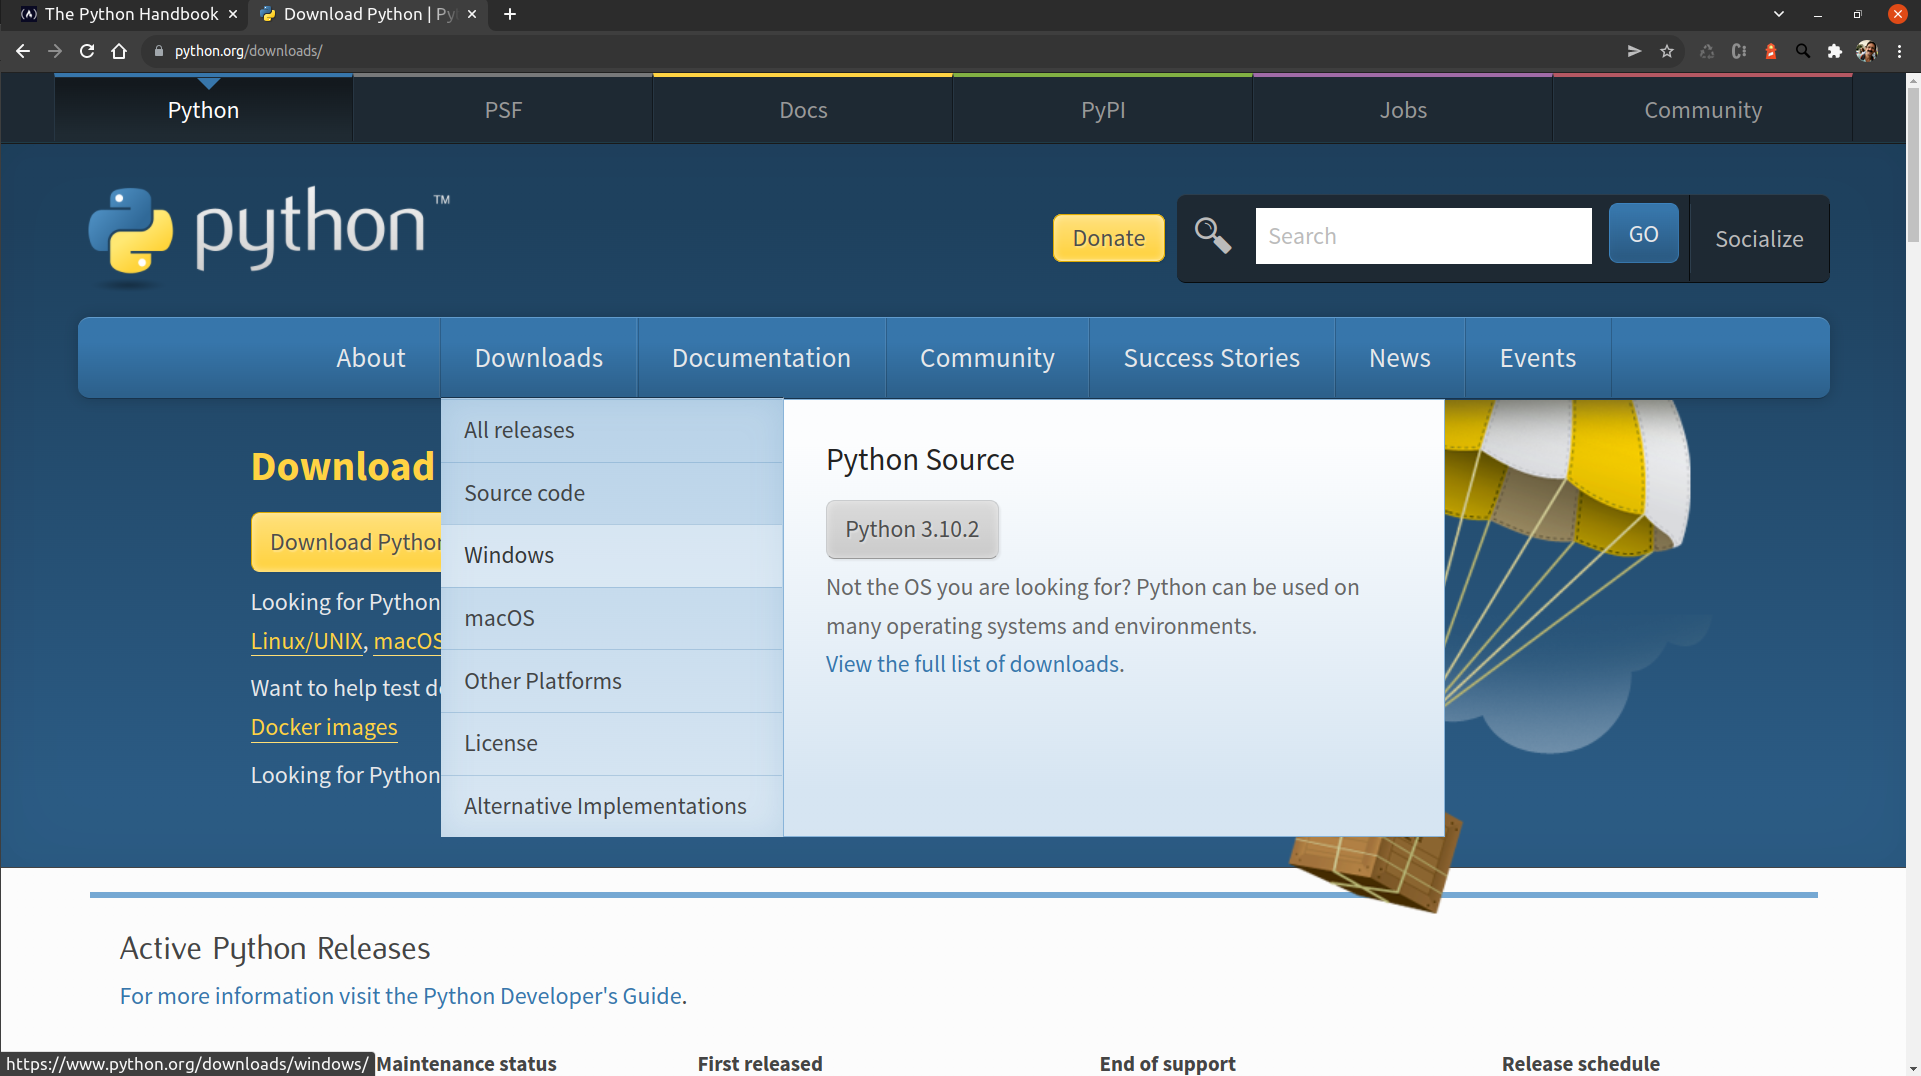 The Python Handbook
Download Python | Py
python.org/downloads/
Python
PSF
Docs
PyPI
Jobs
Community
python™
Donate
Search
GO
Socialize
About
Downloads
Documentation
Community
Success Stories
News
Events
All releases
Source code
Windows
macOS
Other Platforms
License
Alternative Implementations
Python Source
Python 3.10.2
Not the OS you are looking for? Python can be used on
many operating systems and environments.
View the full list of downloads.
Download
Download Python
Looking for Python
Linux/UNIX, macOS
Want to help test d
Docker images
Looking for Python
Active Python Releases
For more information visit the Python Developer's Guide.
https://www.python.org/downloads/windows/
Maintenance status
First released
End of support
Release schedule